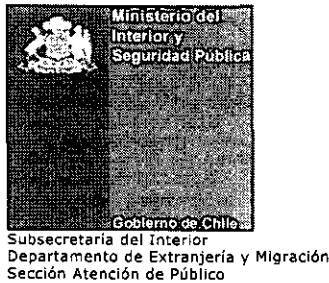 Ministerio del
Interior y
Seguridad Pública
Gobierno de Chile
Subsecretaría del Interior
Departamento de Extranjería y Migración
Sección Atención de Público